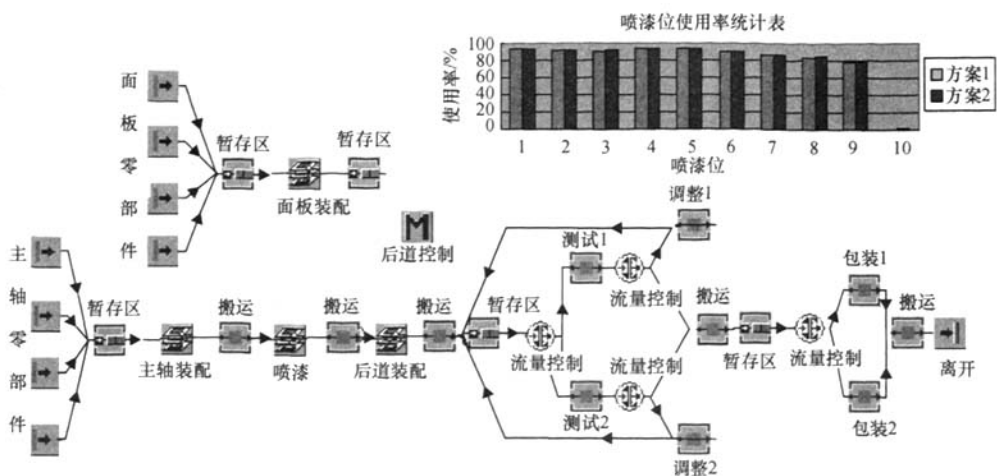 喷漆位使用率统计表
使用率/%
100
80
60
40
20
0
1 2 3 4 5 6 7 8 9 10
喷漆位
方案1
方案2
面板零部件
暂存区
暂存区
面板装配
后道控制
主轴零部件
暂存区
主轴装配
搬运
喷漆
搬运
后道装配
搬运
暂存区
流量控制
测试1
流量控制
调整1
测试2
流量控制
调整2
搬运
暂存区
流量控制
包装1
包装2
搬运
离开